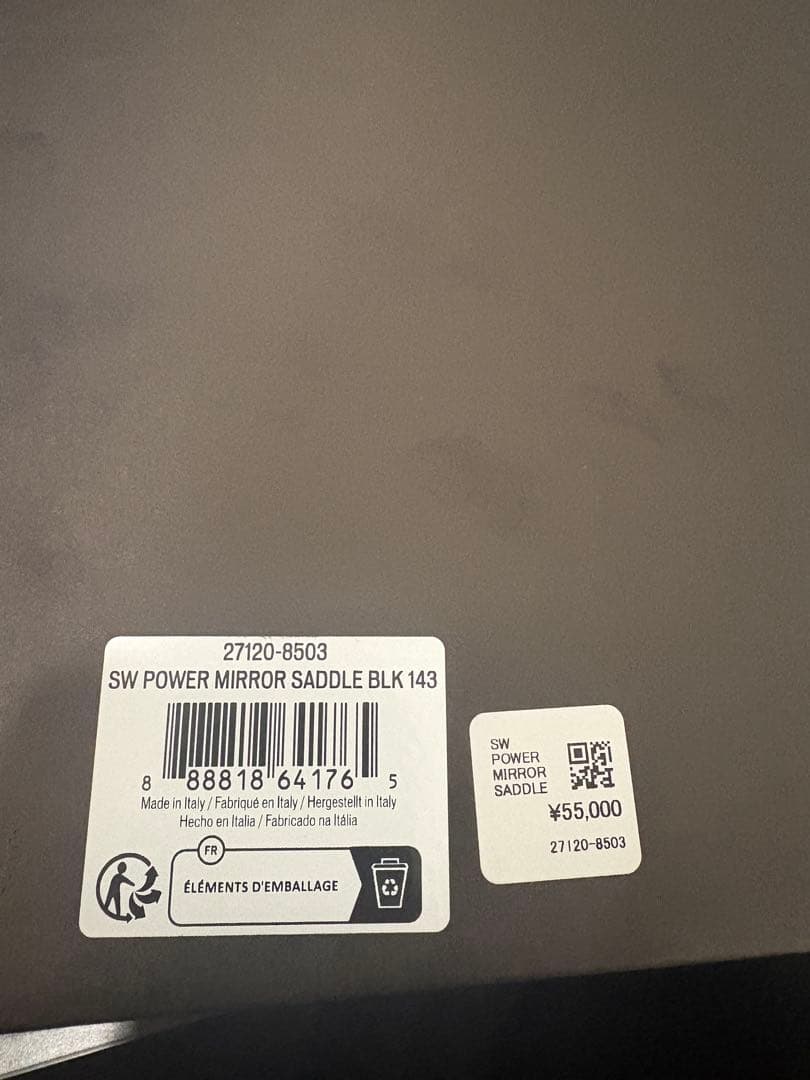 27120-8503
SW POWER MIRROR SADDLE BLK 143
8 88818 64176 5
Made in Italy / Fabriqué en Italy / Hergestellt in Italy
Hecho en Italia / Fabricado na Itália
FR
ÉLÉMENTS D'EMBALLAGE
SW
POWER
MIRROR
SADDLE
¥55,000
27120-8503